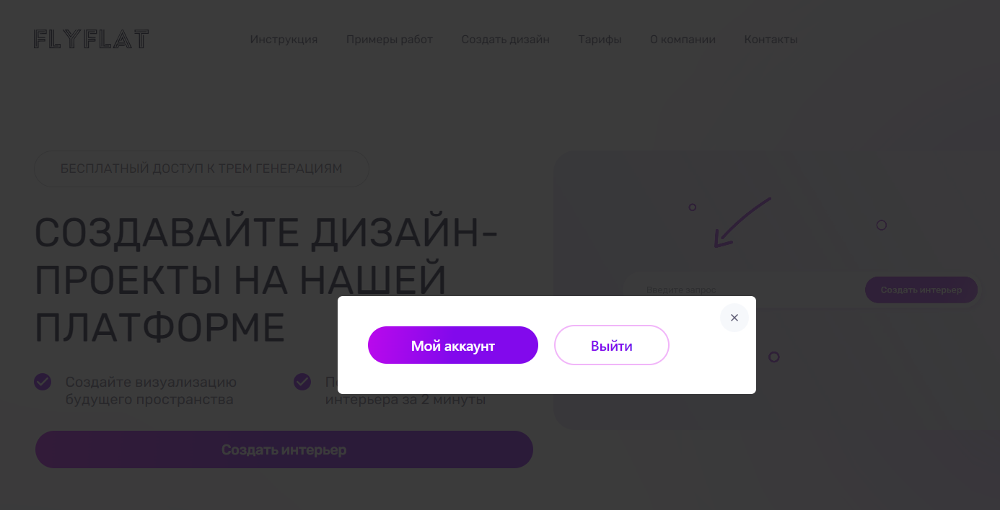 FLYFLAT
Инструкция
Примеры работ
Создать дизайн
Тарифы
О компании
Контакты
БЕСПЛАТНЫЙ ДОСТУП К ТРЕМ ГЕНЕРАЦИЯМ
СОЗДАВАЙТЕ ДИЗАЙН-
ПРОЕКТЫ НА НАШЕЙ
ПЛАТФОРМЕ
Создайте визуализацию
будущего пространства
интерьера за 2 минуты
Создать интерьер
Введите запрос
Создать интерьер
Мой аккаунт
Выйти